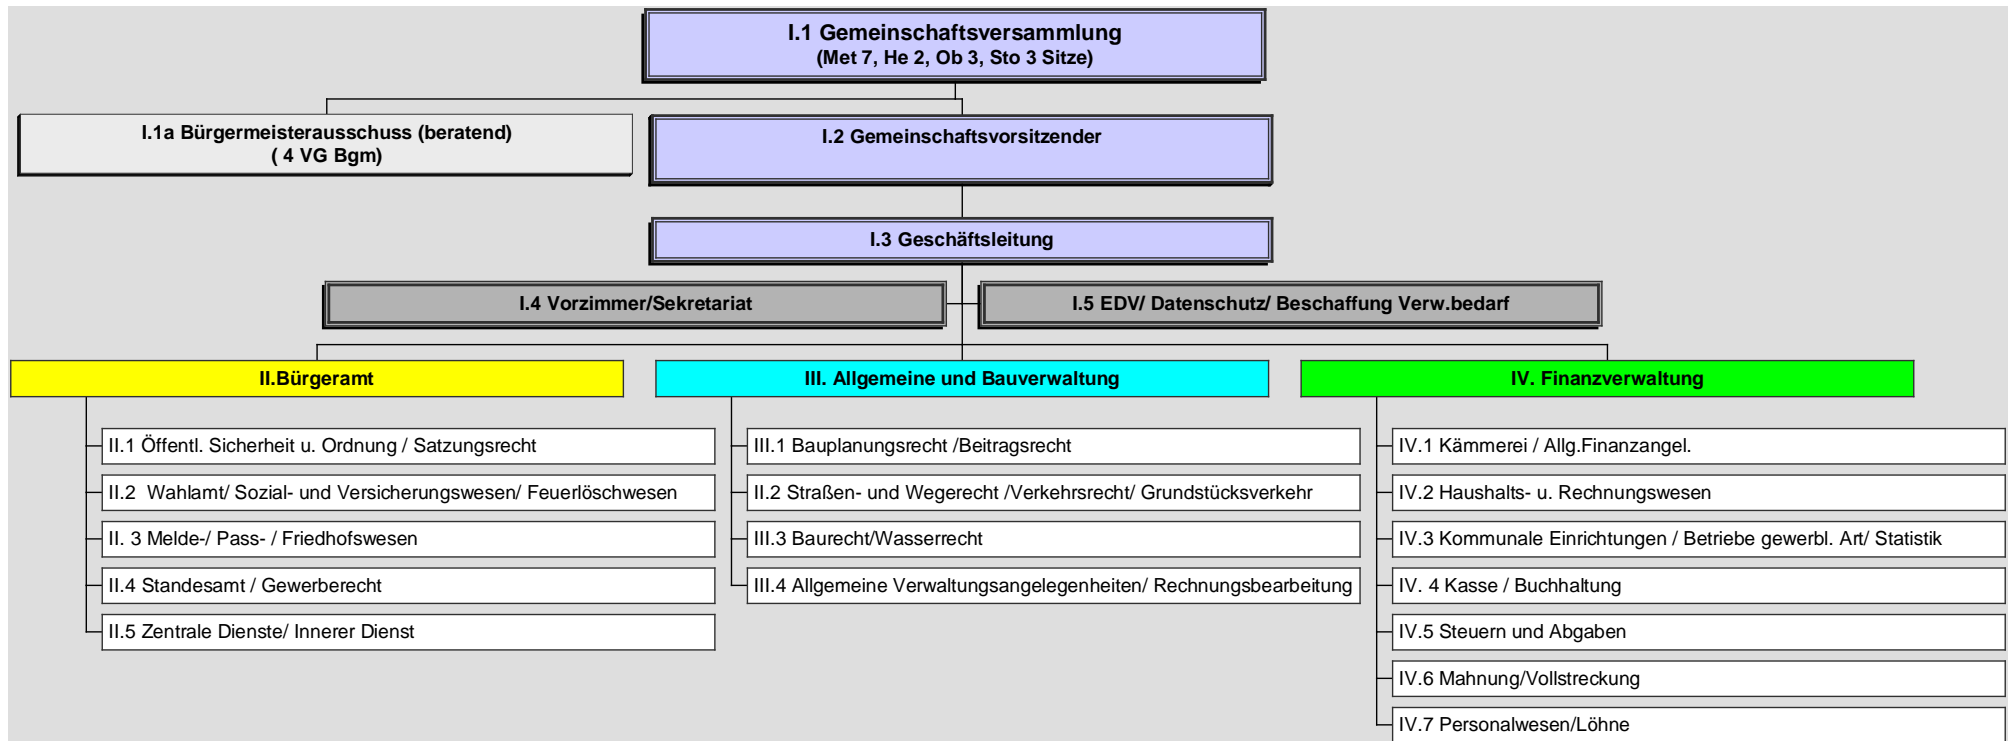 I.1 Gemeinschaftsversammlung
(Met 7, He 2, Ob 3, Sto 3 Sitze)
I.1a Bürgermeisterausschuss (beratend)
( 4 VG Bgm)
I.2 Gemeinschaftsvorsitzender
I.3 Geschäftsleitung
I.4 Vorzimmer/Sekretariat
I.5 EDV/ Datenschutz/ Beschaffung Verw.bedarf
II.Bürgeramt
II.1 Öffentl. Sicherheit u. Ordnung / Satzungsrecht
II.2  Wahlamt/ Sozial- und Versicherungswesen/ Feuerlöschwesen
II. 3 Melde-/ Pass- / Friedhofswesen
II.4 Standesamt / Gewerberecht
II.5 Zentrale Dienste/ Innerer Dienst
III. Allgemeine und Bauverwaltung
III.1 Bauplanungsrecht /Beitragsrecht
II.2 Straßen- und Wegerecht /Verkehrsrecht/ Grundstücksverkehr
III.3 Baurecht/Wasserrecht
III.4 Allgemeine Verwaltungsangelegenheiten/ Rechnungsbearbeitung
IV. Finanzverwaltung
IV.1 Kämmerei / Allg.Finanzangel.
IV.2 Haushalts- u. Rechnungswesen
IV.3 Kommunale Einrichtungen / Betriebe gewerbl. Art/ Statistik
IV. 4 Kasse / Buchhaltung
IV.5 Steuern und Abgaben
IV.6 Mahnung/Vollstreckung
IV.7 Personalwesen/Löhne